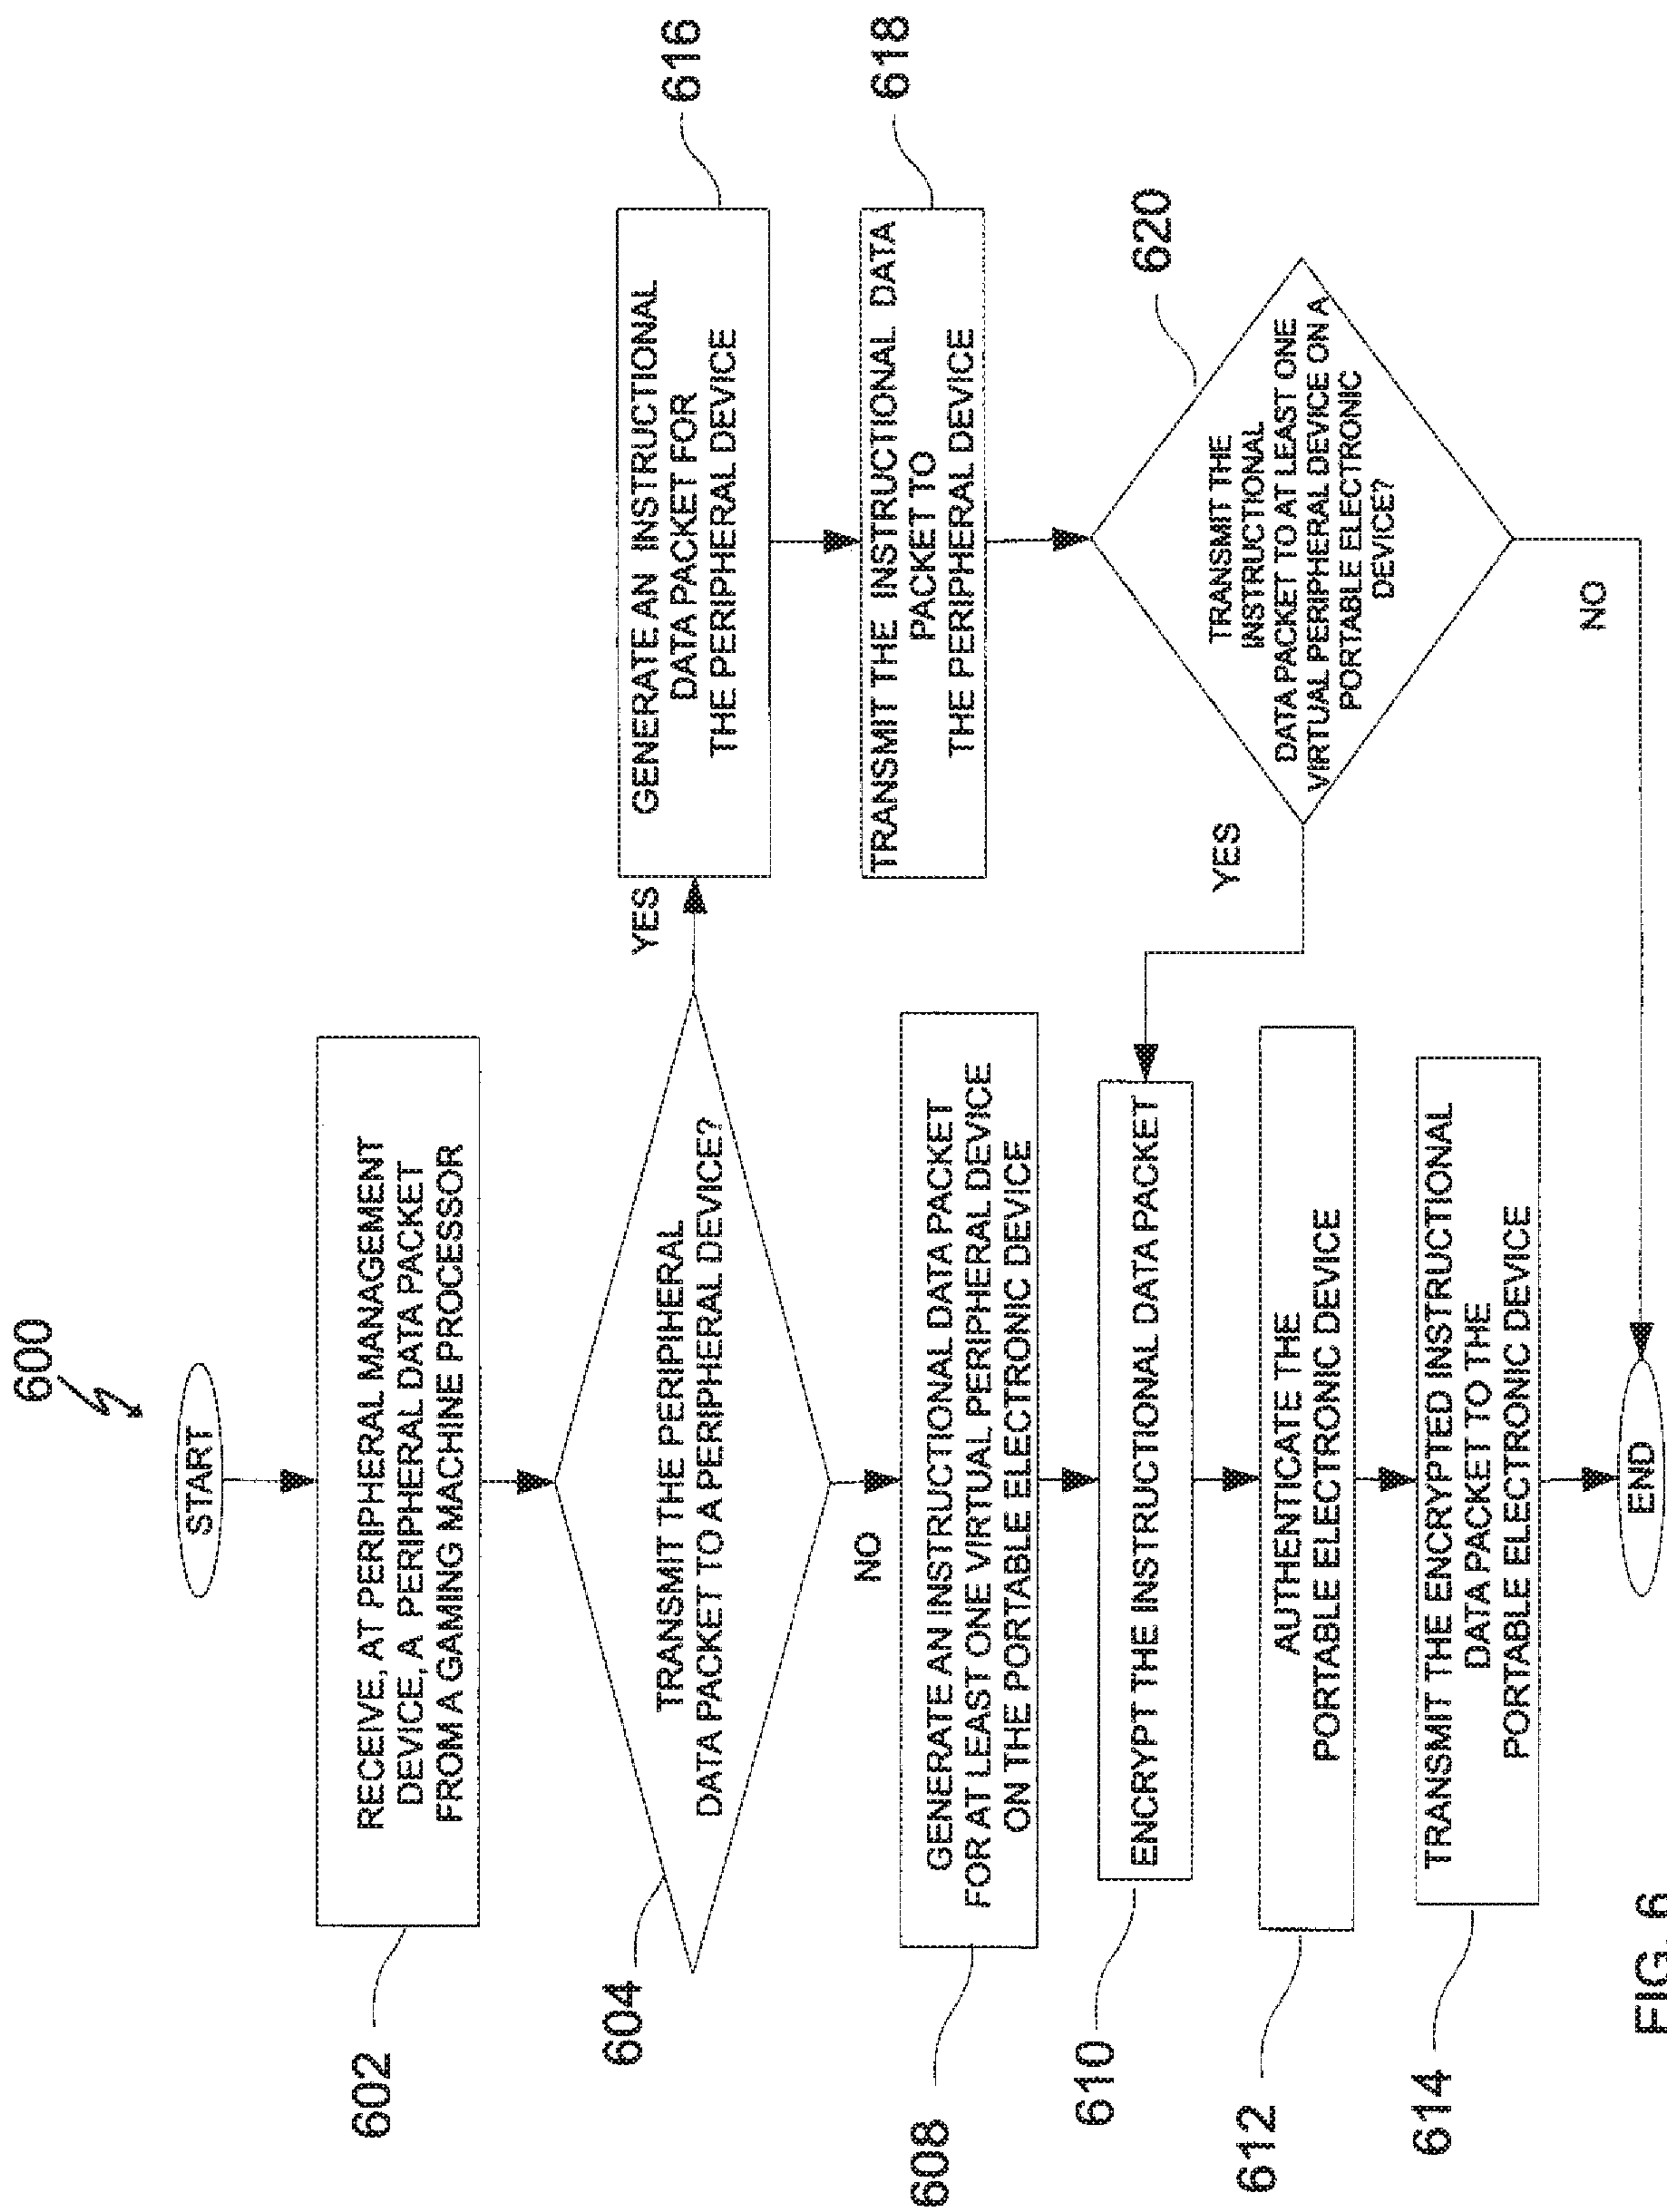 600
START
602
RECEIVE, AT PERIPHERAL MANAGEMENT
DEVICE, A PERIPHERAL DATA PACKET
FROM A GAMING MACHINE PROCESSOR
604
TRANSMIT THE PERIPHERAL
DATA PACKET TO A PERIPHERAL DEVICE?
YES
GENERATE AN INSTRUCTIONAL
DATA PACKET FOR
THE PERIPHERAL DEVICE
616
TRANSMIT THE INSTRUCTIONAL DATA
PACKET TO
THE PERIPHERAL DEVICE
618
NO
608
GENERATE AN INSTRUCTIONAL DATA PACKET
FOR AT LEAST ONE VIRTUAL PERIPHERAL DEVICE
ON THE PORTABLE ELECTRONIC DEVICE
620
TRANSMIT THE
INSTRUCTIONAL
DATA PACKET TO AT LEAST ONE
VIRTUAL PERIPHERAL DEVICE ON A
PORTABLE ELECTRONIC
DEVICE?
YES
610
ENCRYPT THE INSTRUCTIONAL DATA PACKET
612
AUTHENTICATE THE
PORTABLE ELECTRONIC DEVICE
614
TRANSMIT THE ENCRYPTED INSTRUCTIONAL
DATA PACKET TO THE
PORTABLE ELECTRONIC DEVICE
NO
END
FIG. 6